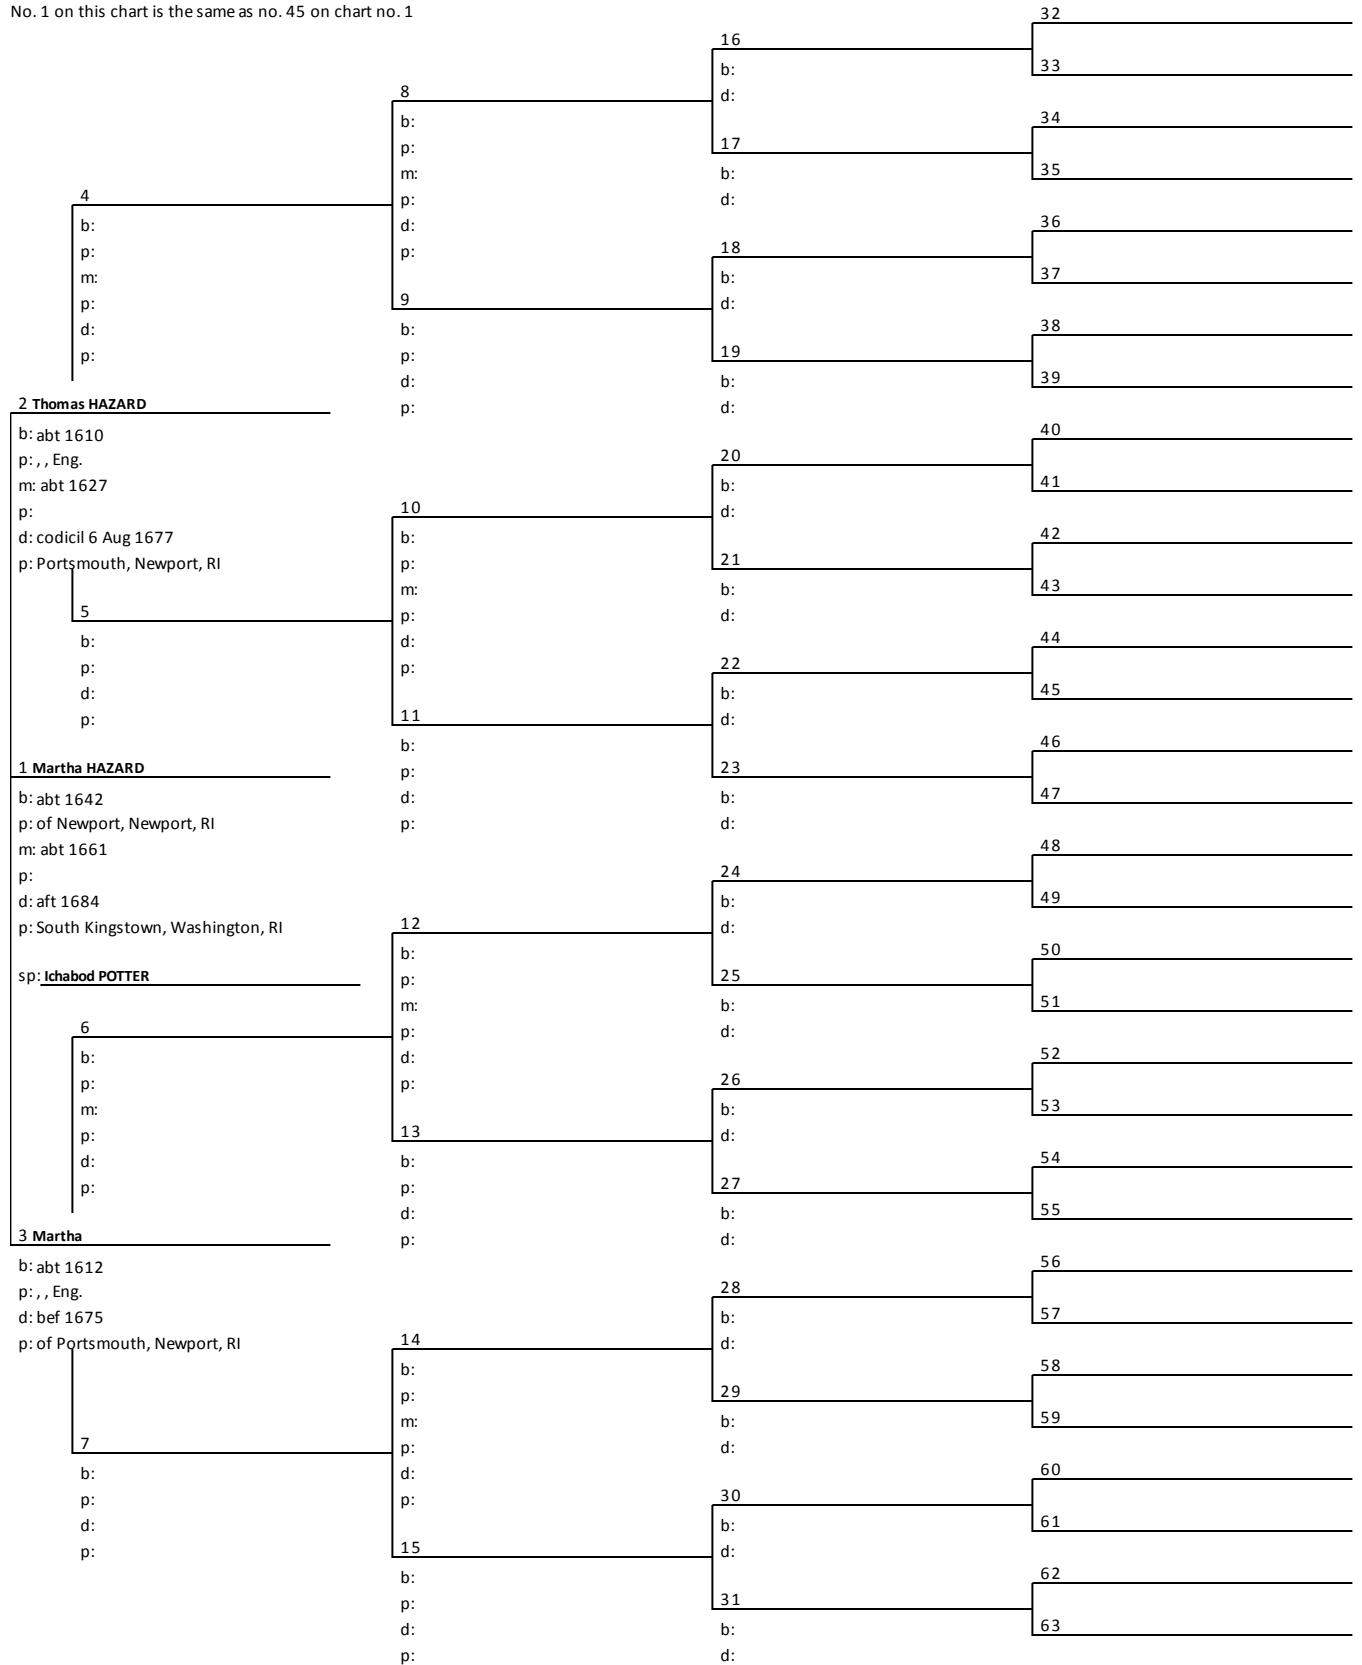 No. 1 on this chart is the same as no. 45 on chart no. 1
32
16
b:
33
8
d:
b:
34
p:
17
m:
b:
35
4
p:
d:
b:
d:
36
p:
p:
18
m:
b:
37
p:
9
d:
d:
b:
38
p:
p:
19
d:
b:
39
2 Thomas HAZARD
p:
d:
b: abt 1610
40
p: , , Eng.
20
m: abt 1627
b:
41
p:
10
d:
d: codicil 6 Aug 1677
b:
42
p: Portsmouth, Newport, RI
p:
21
m:
b:
43
5
p:
d:
b:
d:
44
p:
p:
22
d:
b:
45
p:
11
d:
b:
46
1 Martha HAZARD
p:
23
b: abt 1642
d:
b:
47
p: of Newport, Newport, RI
p:
d:
m: abt 1661
48
p:
24
d: aft 1684
b:
49
p: South Kingstown, Washington, RI
12
d:
b:
50
sp: Ichabod POTTER
p:
25
m:
b:
51
6
p:
d:
b:
d:
52
p:
p:
26
m:
b:
53
p:
13
d:
d:
b:
54
p:
p:
27
d:
b:
55
3 Martha
p:
d:
b: abt 1612
56
p: , , Eng.
28
d: bef 1675
b:
57
p: of Portsmouth, Newport, RI
14
d:
b:
58
p:
29
m:
b:
59
7
p:
d:
b:
d:
60
p:
p:
30
d:
b:
61
p:
15
d:
b:
62
p:
31
d:
b:
63
p:
d: